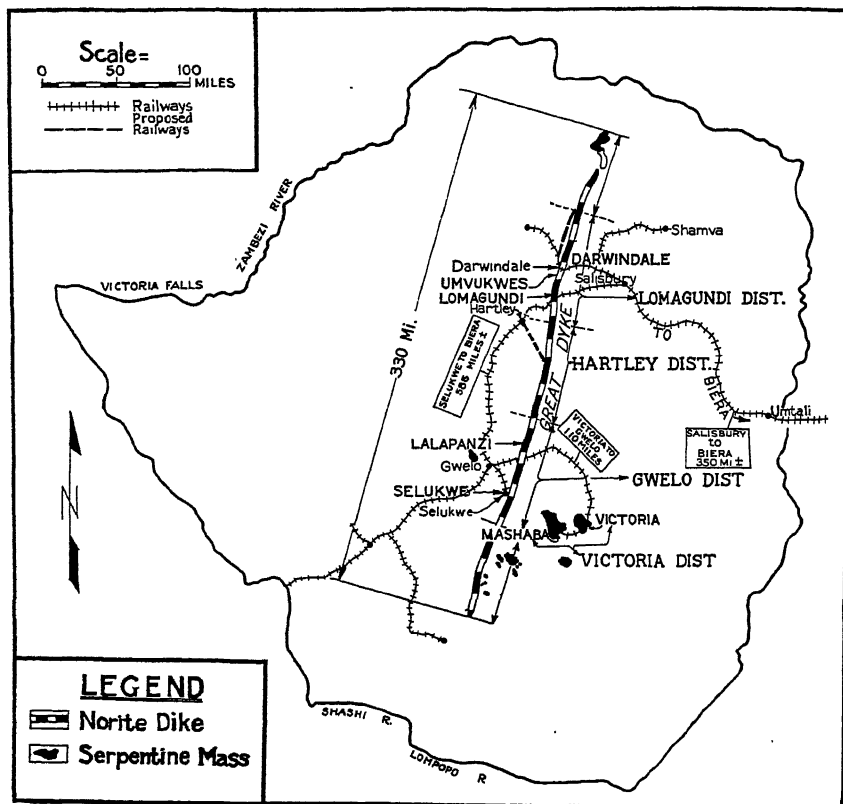 Scale=
0 50 100
MILES
Railways
Proposed
Railways
ZAMBEZI RIVER
VICTORIA FALLS
Shamva
DARWINDALE
Darwindale
Salisbury
UMVUKWES
LOMAGUNDI
LOMAGUNDI DIST.
Hartley
330 MI.
SELUKWE TO BIERA
586 MILES ±
GREAT DYKE
HARTLEY DIST.
TO
BIERA
Umtali
SALISBURY
TO
BIERA
350 MI ±
VICTORIA TO
GWELO
110 MILES
LALAPANZI
Gwelo
GWELO DIST
SELUKWE
Selukwe
MASHABA
VICTORIA
VICTORIA DIST
N
LEGEND
Norite Dike
Serpentine Mass
SHASHI R.
LOMPOPO R